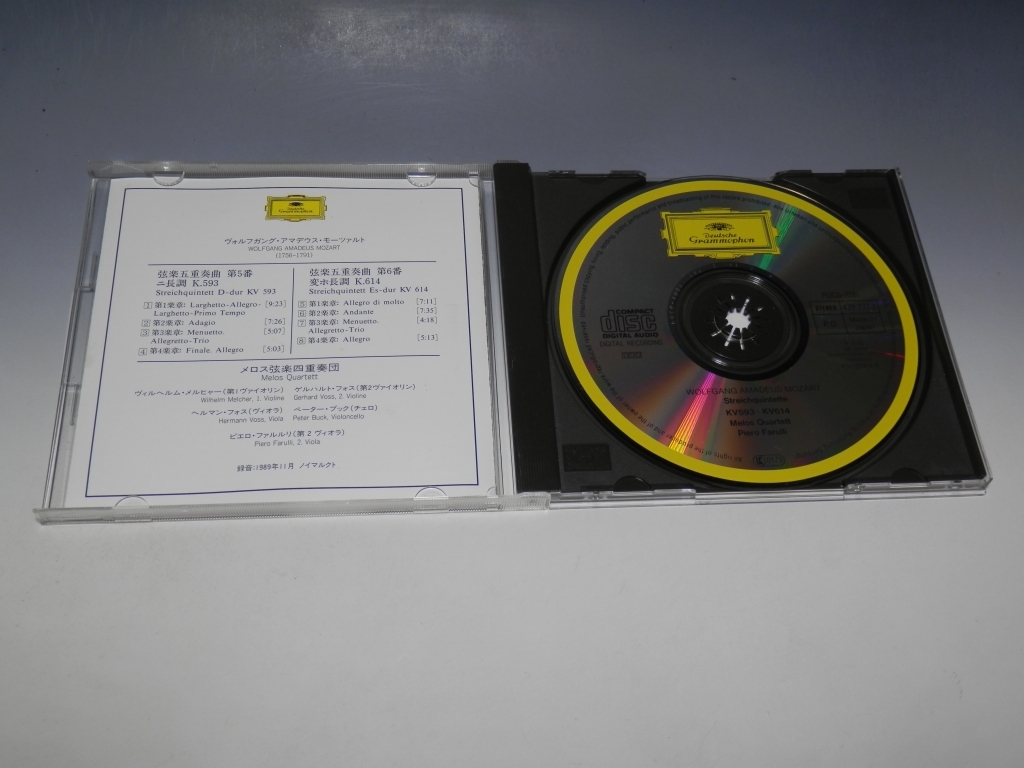 Deutsche
Grammophon
ヴォルフガング・アマデウス・モーツァルト
WOLFGANG AMADEUS MOZART
(1756-1791)
弦楽五重奏曲 第5番
ニ長調 K.593
Streichquintett D-dur KV 593
1 第1楽章: Larghetto-Allegro- [9:23]
Larghetto-Primo Tempo
2 第2楽章: Adagio [7:26]
3 第3楽章: Menuetto. [5:07]
Allegretto-Trio
4 第4楽章: Finale. Allegro [5:03]
弦楽五重奏曲 第6番
変ホ長調 K.614
Streichquintett Es-dur KV 614
5 第1楽章: Allegro di molto [7:11]
6 第2楽章: Andante [7:35]
7 第3楽章: Menuetto. [4:18]
Allegretto-Trio
8 第4楽章: Allegro [5:13]
メロス弦楽四重奏団
Melos Quartett
ヴィルヘルム・メルヒャー(第1ヴァイオリン) ゲルハルト・フォス(第2ヴァイオリン)
Wilhelm Melcher, 1. Violine Gerhard Voss, 2. Violine
ヘルマン・フォス(ヴィオラ) ペーター・ブック(チェロ)
Hermann Voss, Viola Peter Buck, Violoncello
ピエロ・ファルルリ(第2ヴィオラ)
Piero Farulli, 2. Viola
録音:1989年11月 ノイマルクト
Deutsche
Grammophon
COMPACT
disc
DIGITAL AUDIO
DIGITAL RECORDING
WOLFGANG AMADEUS MOZART
Streichquintette
KV593 · KV614
Melos Quartett
Piero Farulli